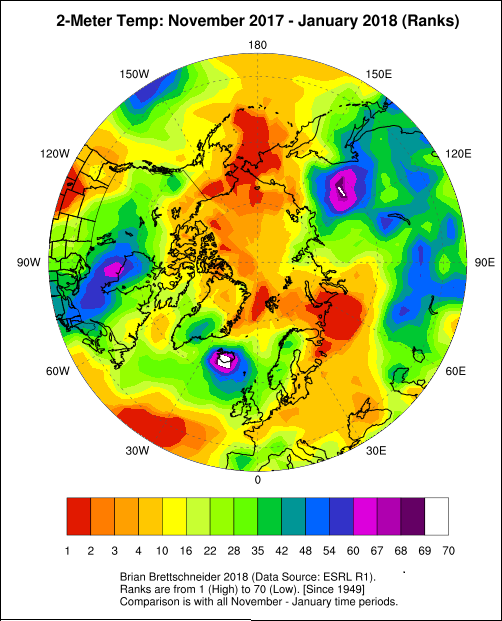 2-Meter Temp: November 2017 - January 2018 (Ranks)
180
150W
150E
120W
120E
90W
90E
60W
60E
30W
30E
0
1 2 3 4 10 16 22 28 35 42 48 54 60 67 68 69 70
Brian Brettschneider 2018 (Data Source: ESRL R1).
Ranks are from 1 (High) to 70 (Low). [Since 1949]
Comparison is with all November - January time periods.